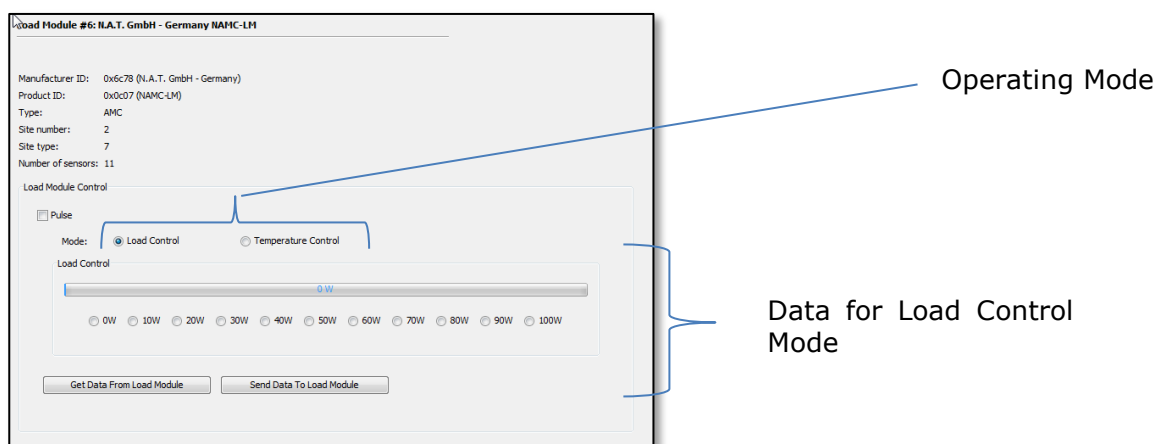 Load Module #6: N.A.T. GmbH - Germany NAMC-LM
Operating Mode
Manufacturer ID: 0x6c78 (N.A.T. GmbH - Germany)
Product ID: 0x0c07 (NAMC-LM)
Type: AMC
Site number: 2
Site type: 7
Number of sensors: 11
Load Module Control
Pulse
Mode: Load Control Temperature Control
Load Control
0 W
0W 10W 20W 30W 40W 50W 60W 70W 80W 90W 100W
Data for Load Control
Mode
Get Data From Load Module Send Data To Load Module